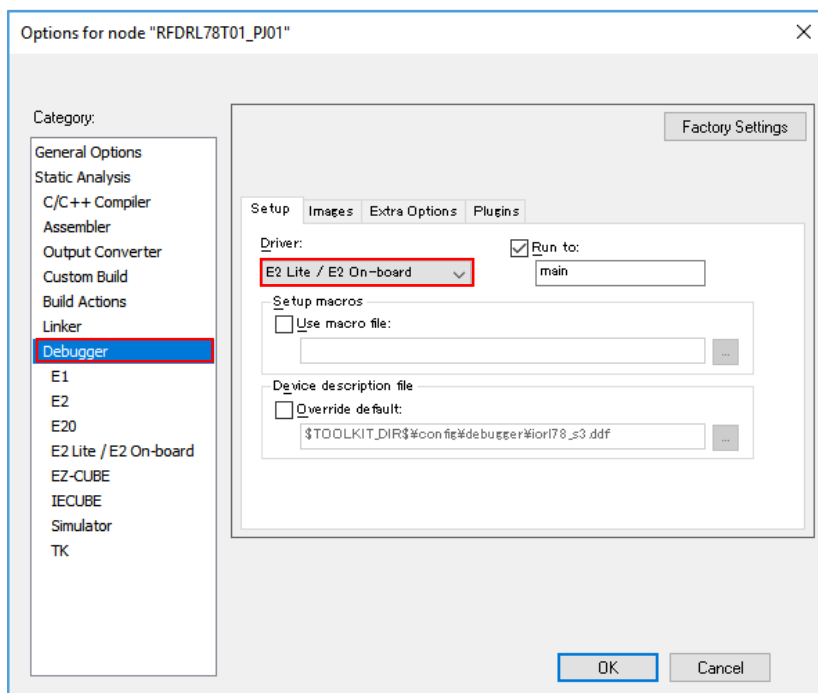 Options for node "RFDRL78T01_PJ01"
Category:
General Options
Static Analysis
C/C++ Compiler
Assembler
Output Converter
Custom Build
Build Actions
Linker
Debugger
E1
E2
E20
E2 Lite / E2 On-board
EZ-CUBE
IECUBE
Simulator
TK
Factory Settings
Setup Images Extra Options Plugins
Driver:
E2 Lite / E2 On-board
Run to:
main
Setup macros
Use macro file:
...
Device description file
Override default:
$TOOLKIT_DIR$¥config¥debugger¥iorl78_s3.ddf
...
OK Cancel